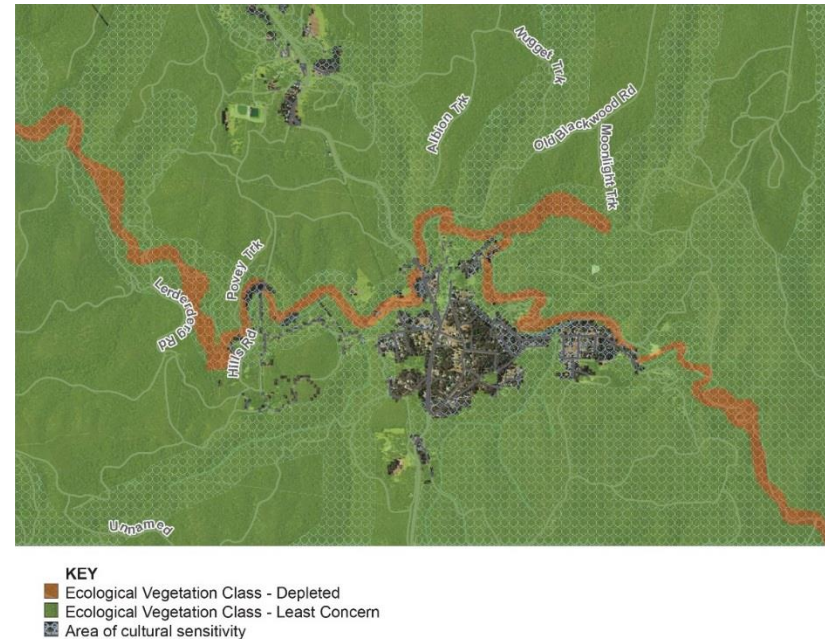 Nugget Trk
Albion Trk
Old Blackwood Rd
Moonlight Trk
Povey Trk
Lerderderg Rd
Hills Rd
Unnamed
KEY
Ecological Vegetation Class - Depleted
Ecological Vegetation Class - Least Concern
Area of cultural sensitivity